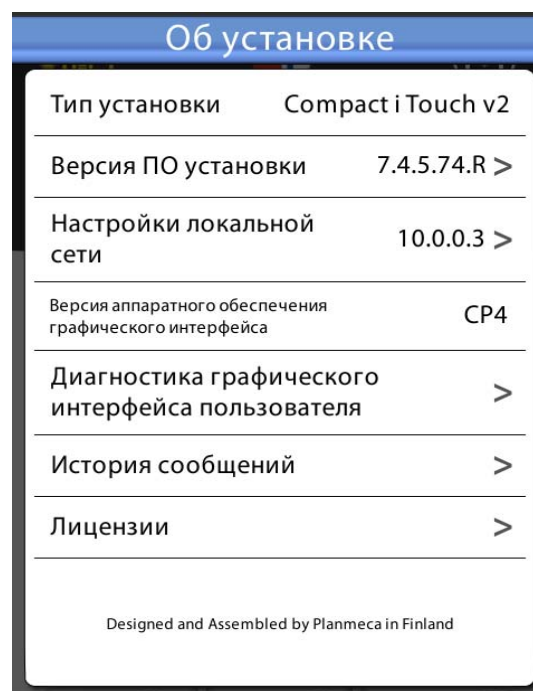 Об установке
Тип установки Compact i Touch v2
Версия ПО установки 7.4.5.74.R >
Настройки локальной
сети 10.0.0.3 >
Версия аппаратного обеспечения
графического интерфейса CP4
Диагностика графического
интерфейса пользователя >
История сообщений >
Лицензии >
Designed and Assembled by Planmeca in Finland